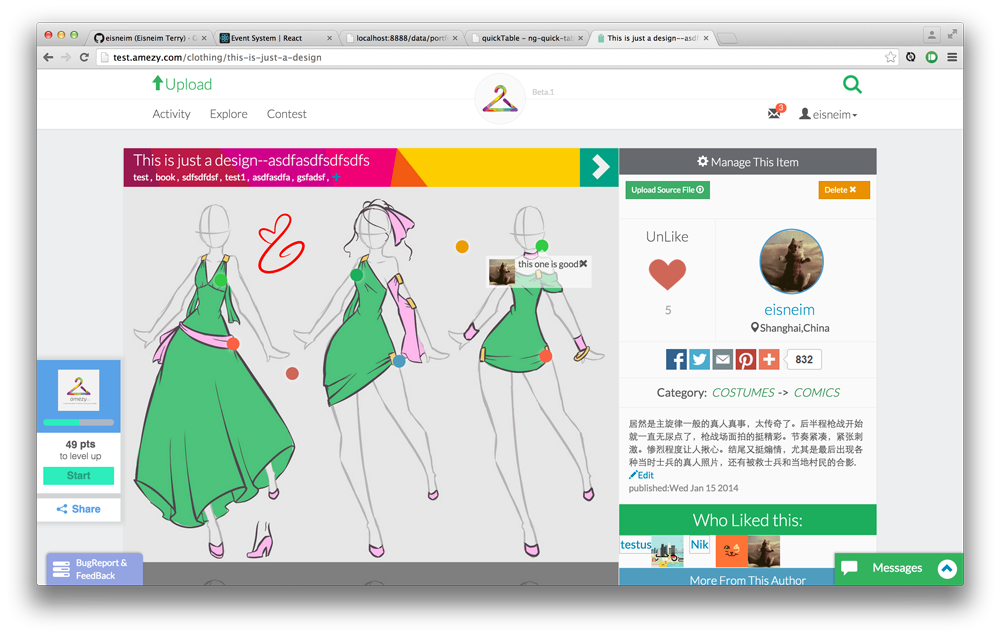 eisneim (Eisneim Terry) - G
Event System | React
localhost:8888/data/portf
quickTable - ng-quick-tab
This is just a design--asdf
test.amezy.com/clothing/this-is-just-a-design
Upload
Beta.1
Activity
Explore
Contest
3
eisneim
This is just a design--asdfasdfsdfsdfs
test , book , sdfsdfdsf , test1 , asdfasdfa , gsfadsf , +
Manage This Item
Upload Source File
Delete
UnLike
this one is good
5
eisneim
Shanghai,China
832
Category: COSTUMES -> COMICS
居然是主旋律一般的真人真事，太传奇了。后半程枪战开始
就一直无尿点了，枪战场面拍的挺精彩。节奏紧凑，紧张刺
激。惨烈程度让人揪心。结尾又挺煽情，尤其是最后出现各
种当时士兵的真人照片，还有被救士兵和当地村民的合影.
Edit
published:Wed Jan 15 2014
amezy
49 pts
to level up
Start
Share
Who Liked this:
testus
Nik
BugReport &
FeedBack
More From This Author
Messages